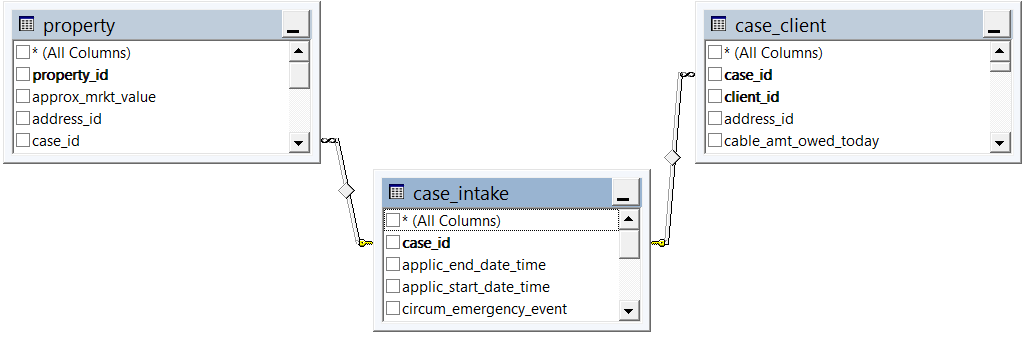 property
* (All Columns)
property_id
approx_mrkt_value
address_id
case_id
case_client
* (All Columns)
case_id
client_id
address_id
cable_amt_owed_today
case_intake
* (All Columns)
case_id
applic_end_date_time
applic_start_date_time
circum_emergency_event